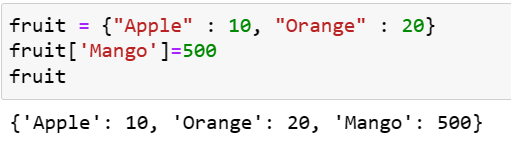 fruit = {"Apple" : 10, "Orange" : 20}
fruit['Mango']=500
fruit
{'Apple': 10, 'Orange': 20, 'Mango': 500}